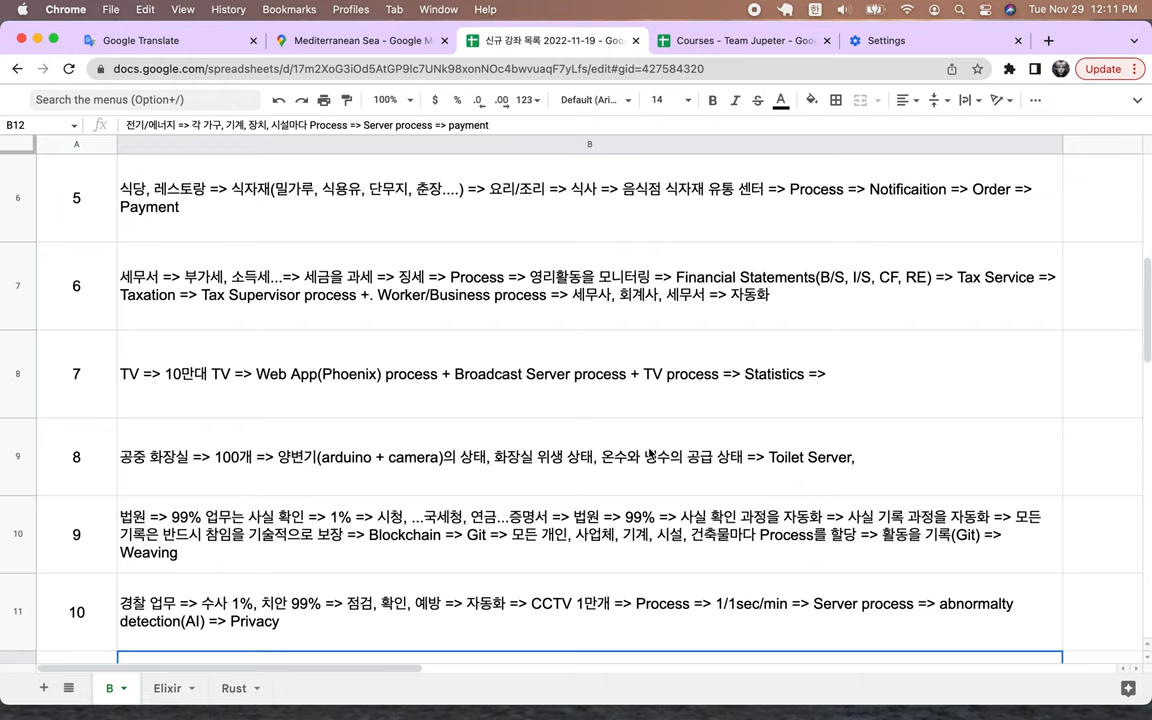 Chrome File Edit View History Bookmarks Profiles Tab Window Help 한 Tue Nov 29 12:11 PM
Google Translate Mediterranean Sea - Google M 신규 강좌 목록 2022-11-19 - Goo Courses - Team Jupeter - Goog Settings
docs.google.com/spreadsheets/d/17m2XoG3iOd5AtGP9lc7UNk98xonNOc4bwvuaqF7yLfs/edit#gid=427584320 Update
Search the menus (Option+/) 100% $ % .0 .00 123 Default (Ari... 14 B I S A
B12 fx 전기/에너지 => 각 가구, 기계, 장치, 시설마다 Process => Server process => payment
A B
6 5 식당, 레스토랑 => 식자재(밀가루, 식용유, 단무지, 춘장....) => 요리/조리 => 식사 => 음식점 식자재 유통 센터 => Process => Notificaition => Order =>
Payment
7 6 세무서 => 부가세, 소득세...=> 세금을 과세 => 징세 => Process => 영리활동을 모니터링 => Financial Statements(B/S, I/S, CF, RE) => Tax Service =>
Taxation => Tax Supervisor process +. Worker/Business process => 세무사, 회계사, 세무서 => 자동화
8 7 TV => 10만대 TV => Web App(Phoenix) process + Broadcast Server process + TV process => Statistics =>
9 8 공중 화장실 => 100개 => 양변기(arduino + camera)의 상태, 화장실 위생 상태, 온수와 냉수의 공급 상태 => Toilet Server,
10 9 법원 => 99% 업무는 사실 확인 => 1% => 시청, ...국세청, 연금...증명서 => 법원 => 99% => 사실 확인 과정을 자동화 => 사실 기록 과정을 자동화 => 모든
기록은 반드시 참임을 기술적으로 보장 => Blockchain => Git => 모든 개인, 사업체, 기계, 시설, 건축물마다 Process를 할당 => 활동을 기록(Git) =>
Weaving
11 10 경찰 업무 => 수사 1%, 치안 99% => 점검, 확인, 예방 => 자동화 => CCTV 1만개 => Process => 1/1sec/min => Server process => abnormalty
detection(AI) => Privacy
B Elixir Rust